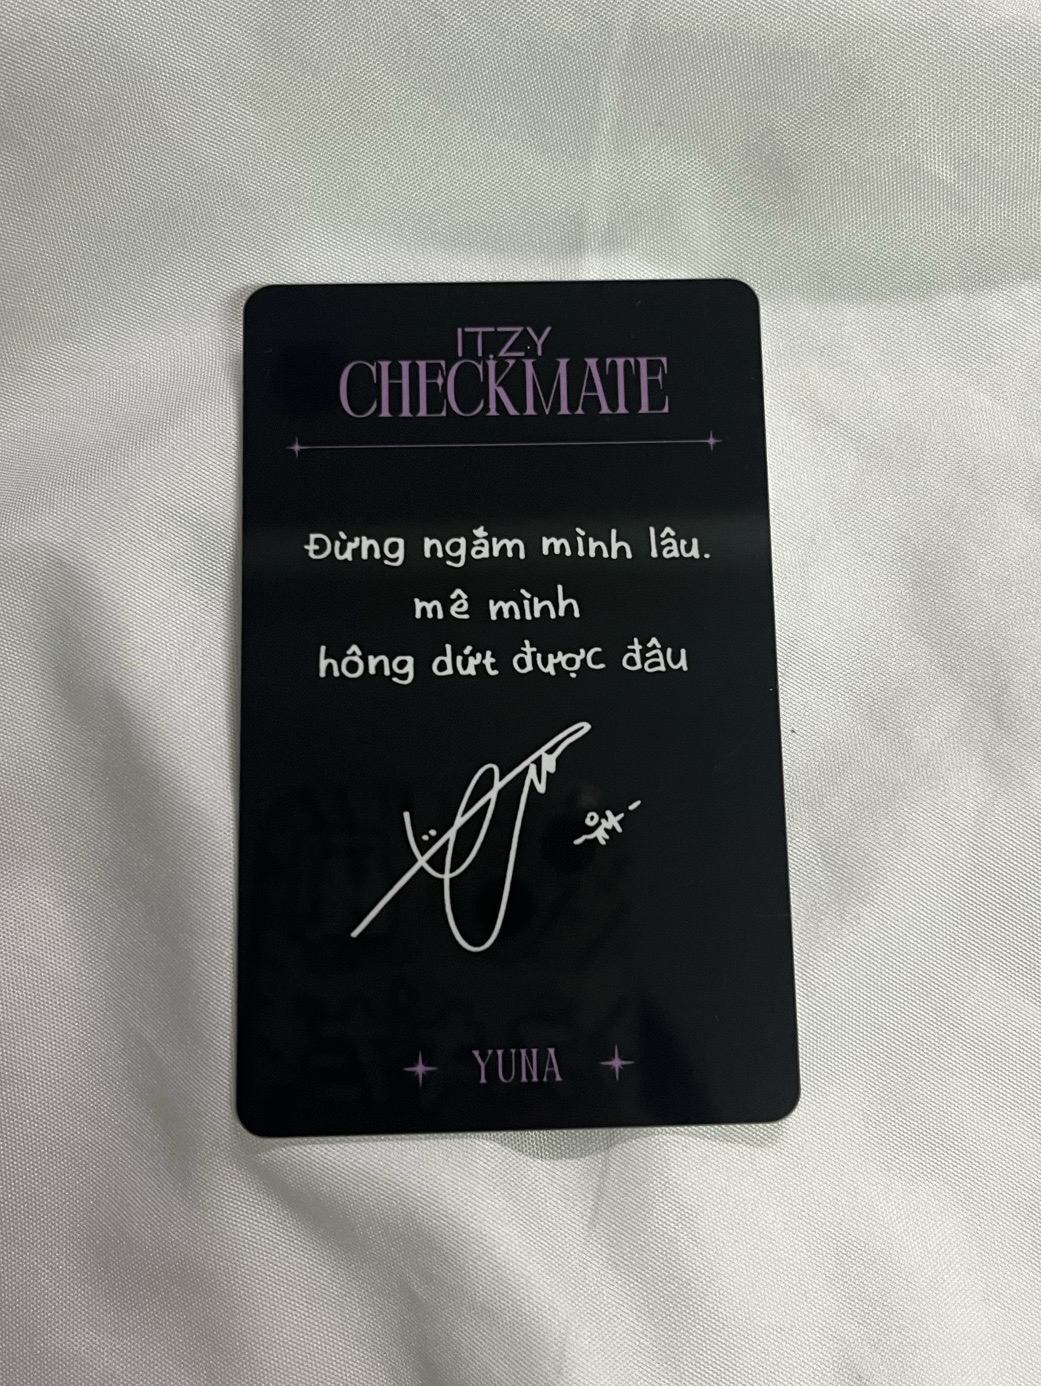 ITZY
CHECKMATE
Đừng ngắm mình lâu.
mê mình
hông dứt được đâu
YUNA